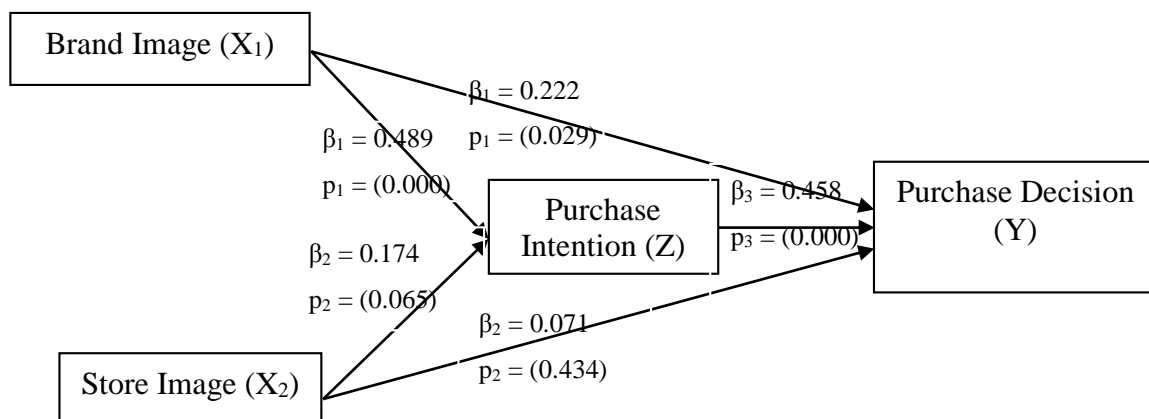 Brand Image (X₁)
β₁ = 0.222
p₁ = (0.029)
β₁ = 0.489
p₁ = (0.000)
Purchase
Intention (Z)
β₃ = 0.458
p₃ = (0.000)
Purchase Decision
(Y)
β₂ = 0.174
p₂ = (0.065)
β₂ = 0.071
p₂ = (0.434)
Store Image (X₂)